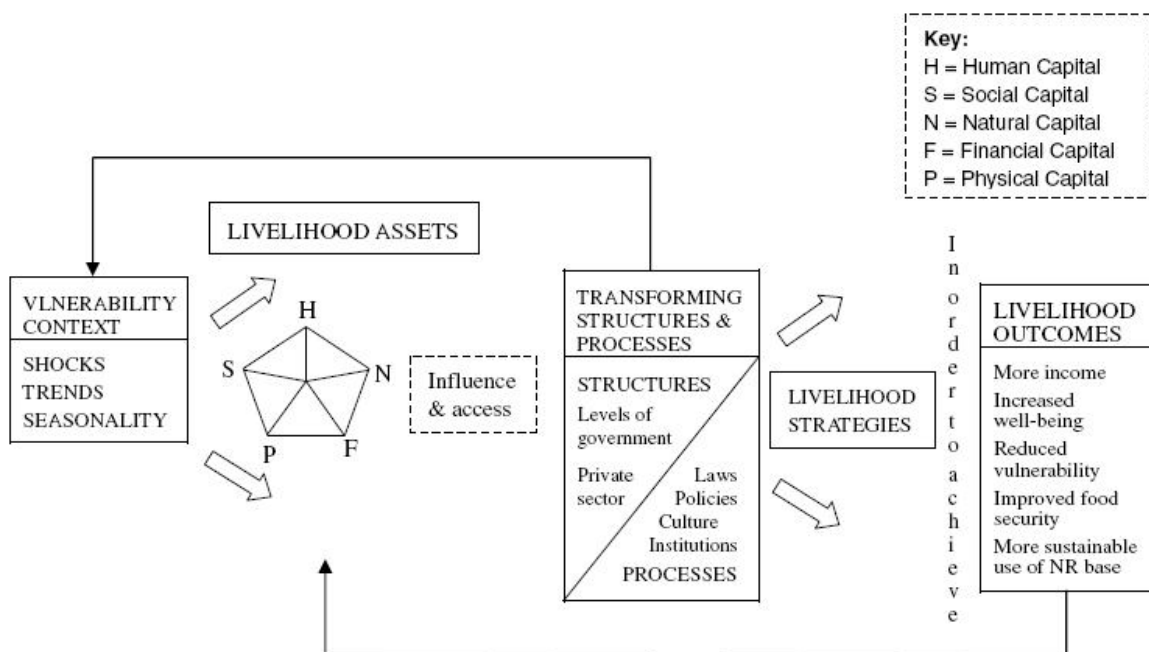 Key:
H = Human Capital
S = Social Capital
N = Natural Capital
F = Financial Capital
P = Physical Capital
LIVELIHOOD ASSETS
VLNERABILITY
CONTEXT
SHOCKS
TRENDS
SEASONALITY
H
S
N
P
F
Influence
& access
TRANSFORMING
STRUCTURES &
PROCESSES
STRUCTURES
Levels of
government
Private
sector
Laws
Policies
Culture
Institutions
PROCESSES
LIVELIHOOD
STRATEGIES
In order to achieve
LIVELIHOOD
OUTCOMES
More income
Increased
well-being
Reduced
vulnerability
Improved food
security
More sustainable
use of NR base